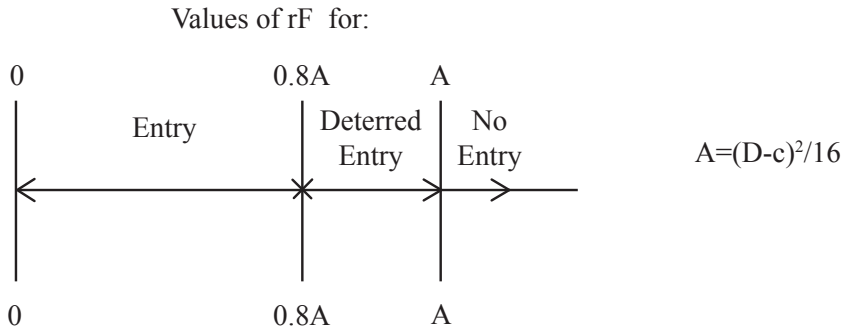 Values of rF for:
0 0.8A A
Entry
Deterred Entry
No Entry
A=(D-c)²/16
0 0.8A A